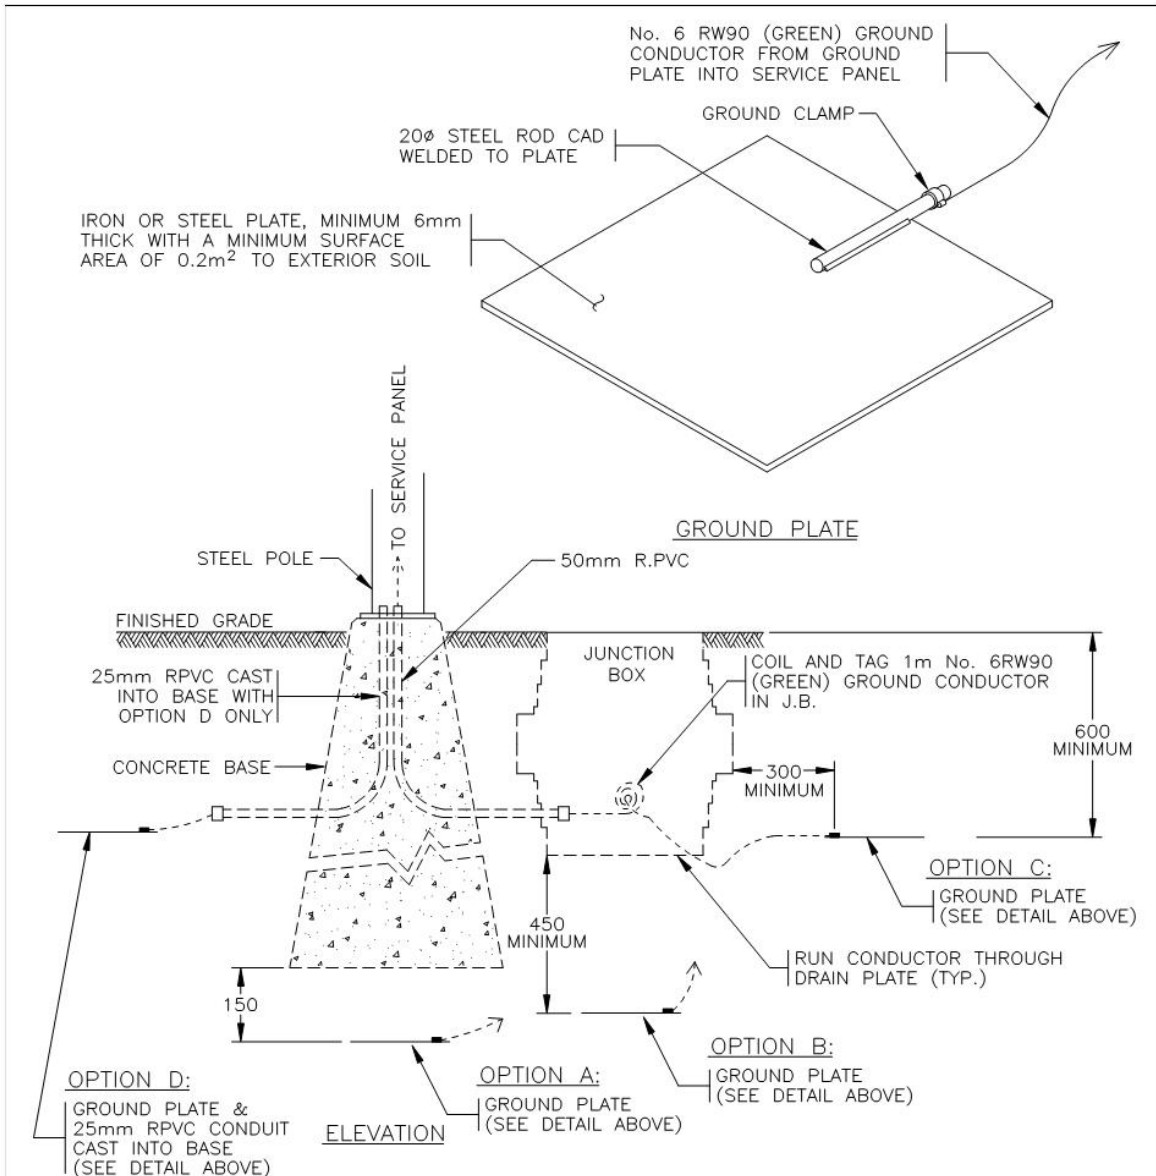 No. 6 RW90 (GREEN) GROUND
CONDUCTOR FROM GROUND
PLATE INTO SERVICE PANEL
GROUND CLAMP
20ø STEEL ROD CAD
WELDED TO PLATE
IRON OR STEEL PLATE, MINIMUM 6mm
THICK WITH A MINIMUM SURFACE
AREA OF 0.2m² TO EXTERIOR SOIL
GROUND PLATE
TO SERVICE PANEL
STEEL POLE
50mm R.PVC
FINISHED GRADE
25mm RPVC CAST
INTO BASE WITH
OPTION D ONLY
CONCRETE BASE
JUNCTION
BOX
COIL AND TAG 1m No. 6RW90
(GREEN) GROUND CONDUCTOR
IN J.B.
600
MINIMUM
300
MINIMUM
OPTION C:
GROUND PLATE
(SEE DETAIL ABOVE)
450
MINIMUM
RUN CONDUCTOR THROUGH
DRAIN PLATE (TYP.)
150
OPTION B:
GROUND PLATE
(SEE DETAIL ABOVE)
OPTION A:
GROUND PLATE
(SEE DETAIL ABOVE)
OPTION D:
GROUND PLATE &
25mm RPVC CONDUIT
CAST INTO BASE
(SEE DETAIL ABOVE)
ELEVATION